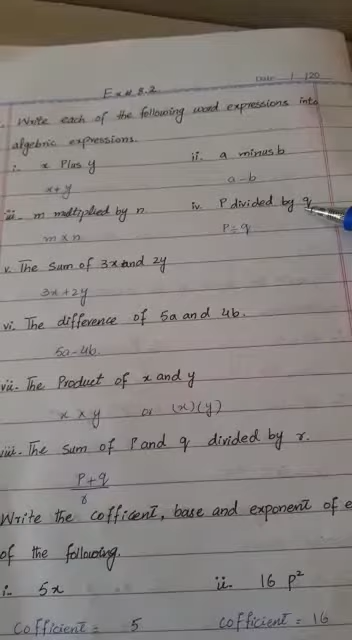 Ex# 5.2
Date / /20
Write each of the following word expressions into
algebric expressions.
i. x Plas y ii. a minus b
x+y a-b
iii. m multiplied by n iv. P divided by q
m x n P÷q
v. The sum of 3x and 2y
3x+2y
vi. The difference of 5a and 4b.
5a-4b.
vii. The Product of x and y
x x y or (x)(y)
viii. The sum of P and q divided by r.
P+q
r
Write the cofficent, base and exponent of e
of the following.
i. 5x ii. 16 p²
Cofficient = 5 Cofficient = 16